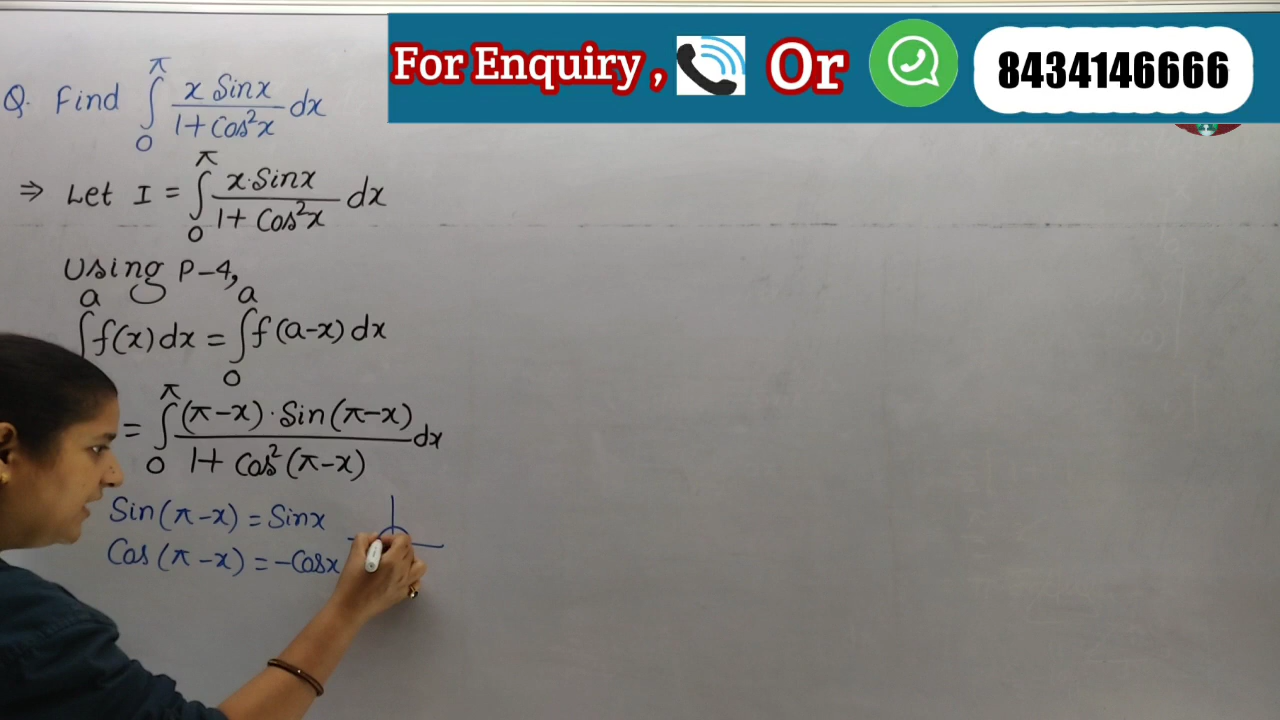 For Enquiry , Or 8434146666
Q. Find ∫₀^π x Sinx / 1+Cos²x dx
⇒ Let I = ∫₀^π x·Sinx / 1+ Cos²x dx
Using P-4,
∫₀^a f(x) dx = ∫₀^a f(a-x) dx
= ∫₀^π (π-x)·Sin(π-x) / 1+ Cos²(π-x) dx
Sin(π-x) = Sinx
Cos(π-x) = -Cosx